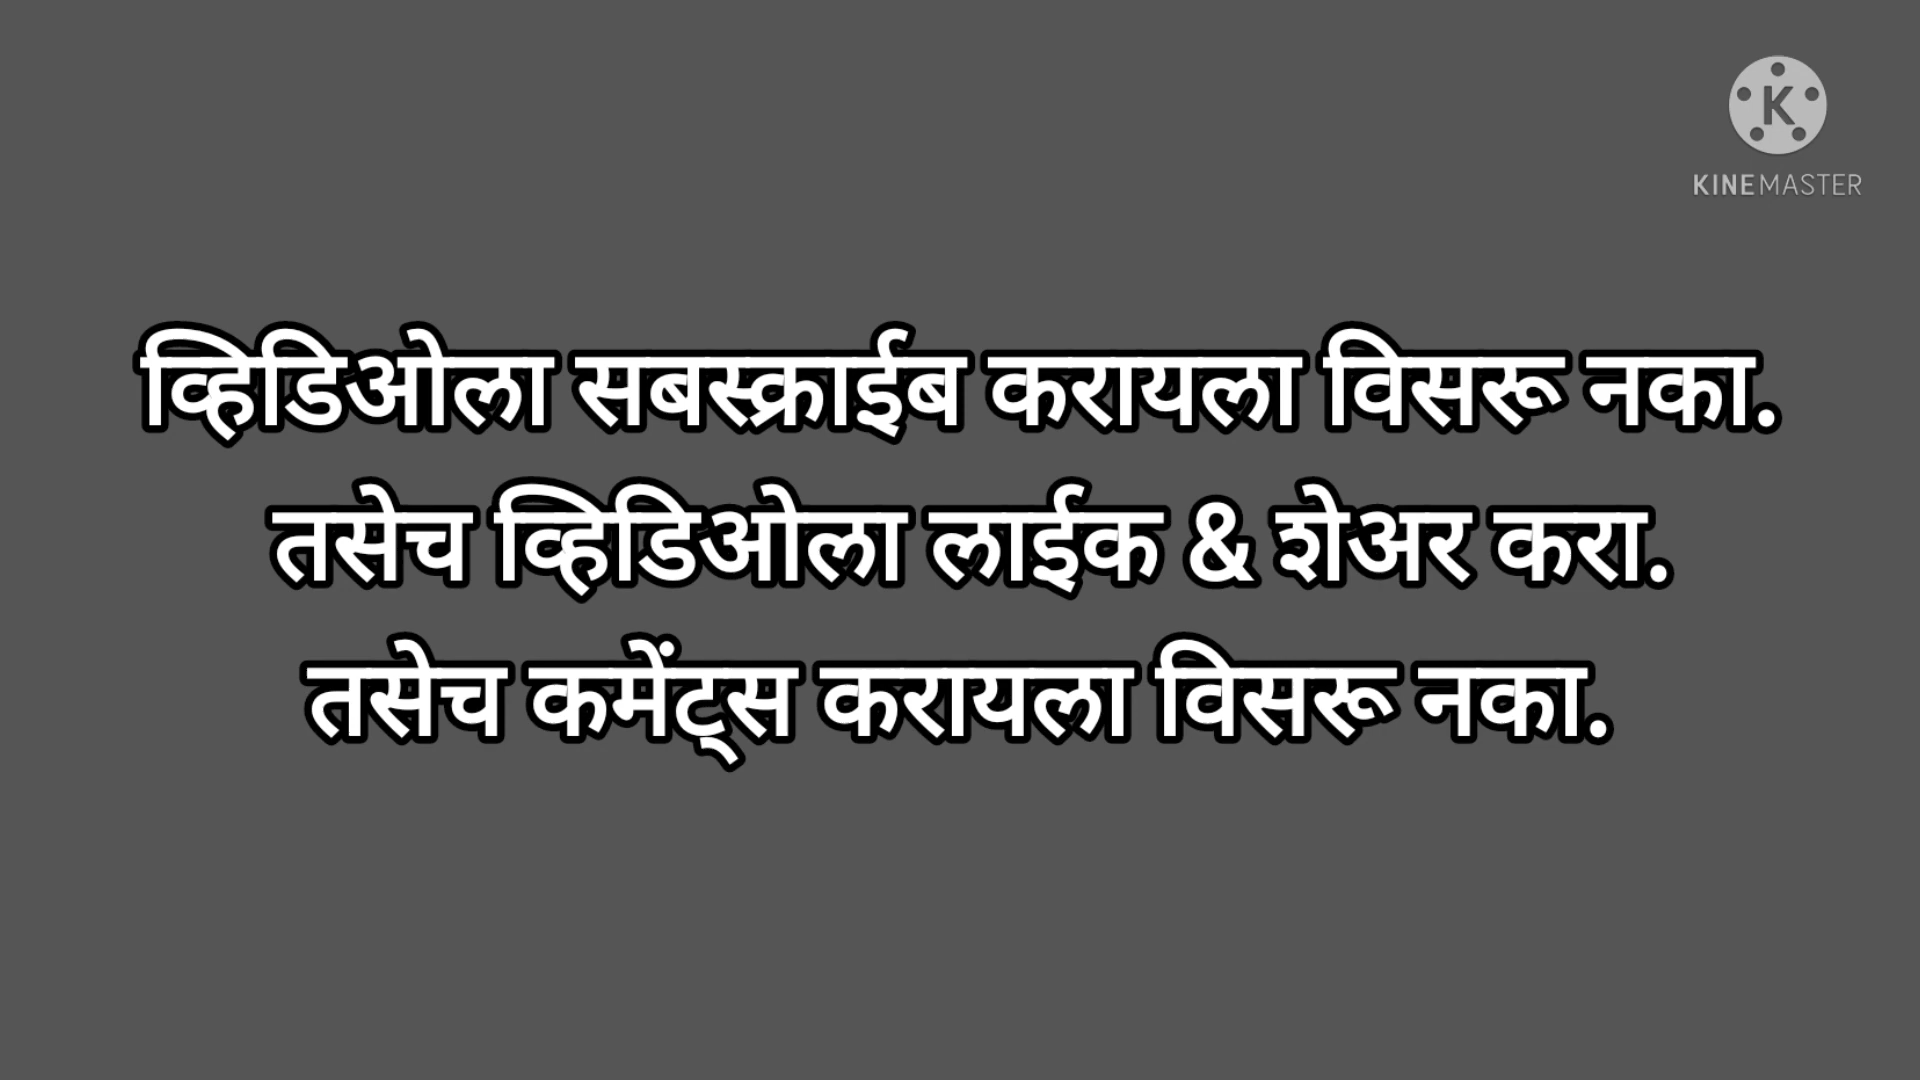 KINEMASTER
व्हिडिओला सबस्क्राईब करायला विसरू नका.
तसेच व्हिडिओला लाईक & शेअर करा.
तसेच कमेंट्स करायला विसरू नका.